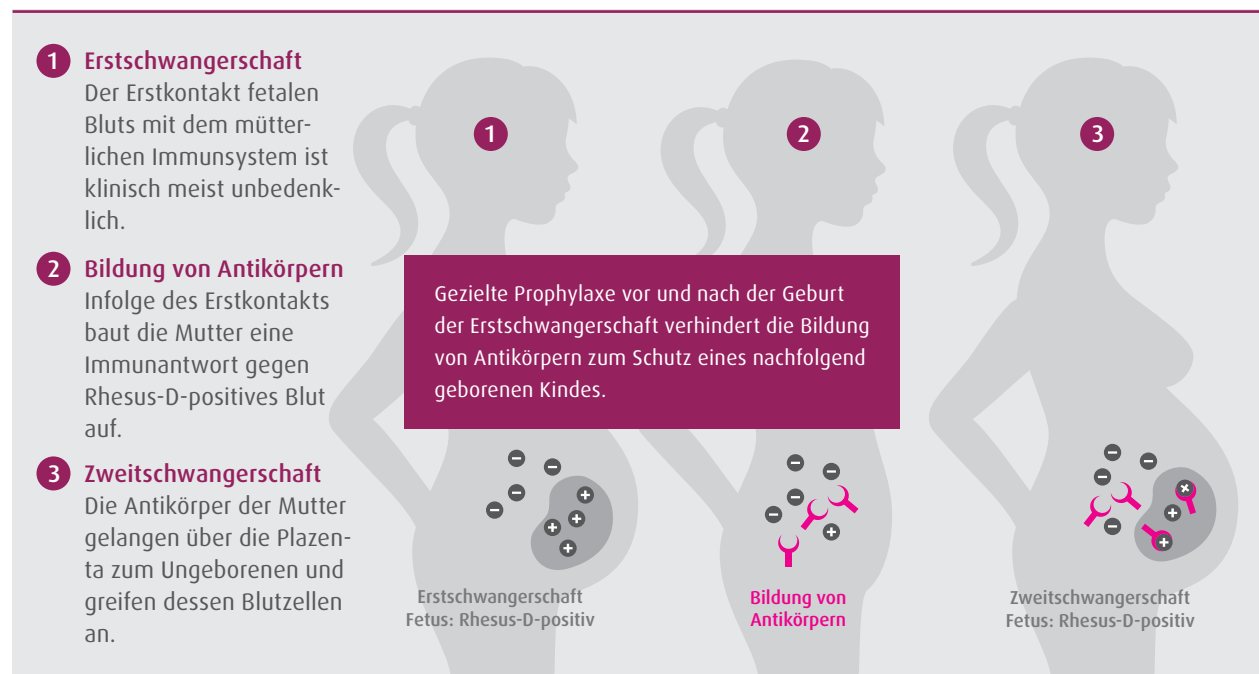 1 Erstschwangerschaft
Der Erstkontakt fetalen
Bluts mit dem mütter-
lichen Immunsystem ist
klinisch meist unbedenk-
lich.
2 Bildung von Antikörpern
Infolge des Erstkontakts
baut die Mutter eine
Immunantwort gegen
Rhesus-D-positives Blut
auf.
3 Zweitschwangerschaft
Die Antikörper der Mutter
gelangen über die Plazen-
ta zum Ungeborenen und
greifen dessen Blutzellen
an.
1
2
3
Gezielte Prophylaxe vor und nach der Geburt
der Erstschwangerschaft verhindert die Bildung
von Antikörpern zum Schutz eines nachfolgend
geborenen Kindes.
Erstschwangerschaft
Fetus: Rhesus-D-positiv
Bildung von
Antikörpern
Zweitschwangerschaft
Fetus: Rhesus-D-positiv